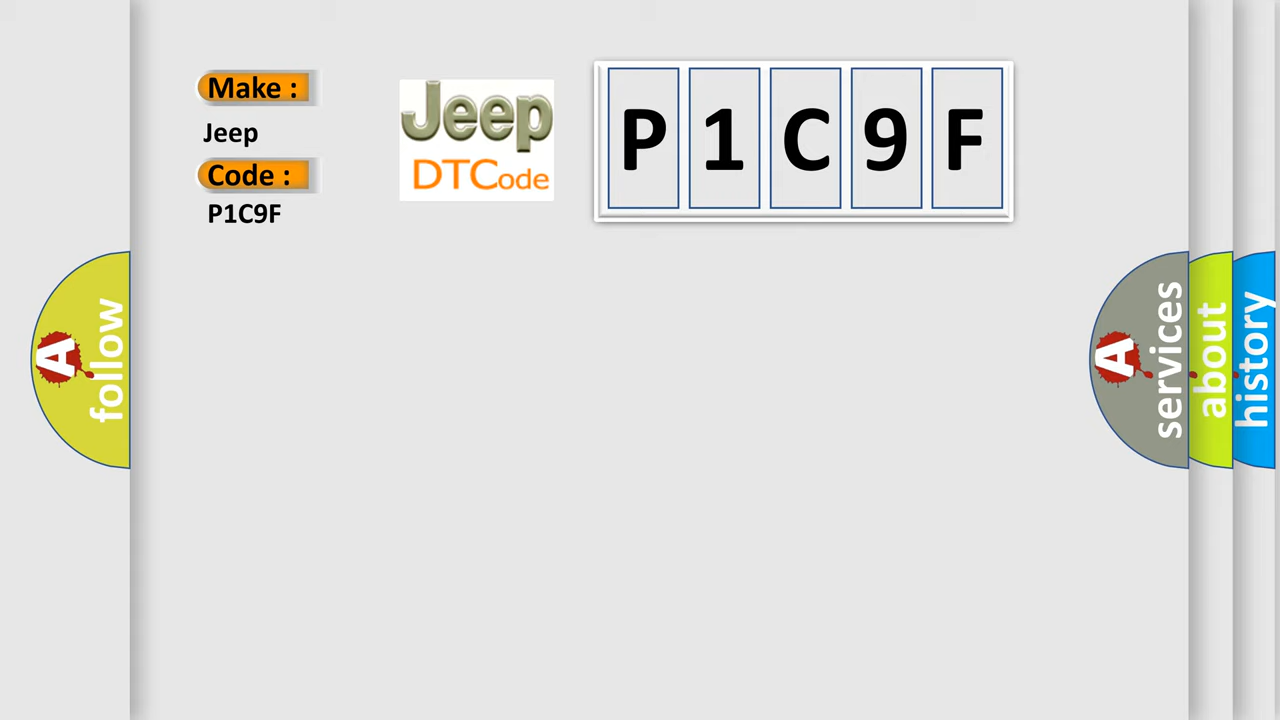 Make :
Jeep
Code :
P1C9F
Jeep
DTCode
P 1 C 9 F
A follow
A services
about
history